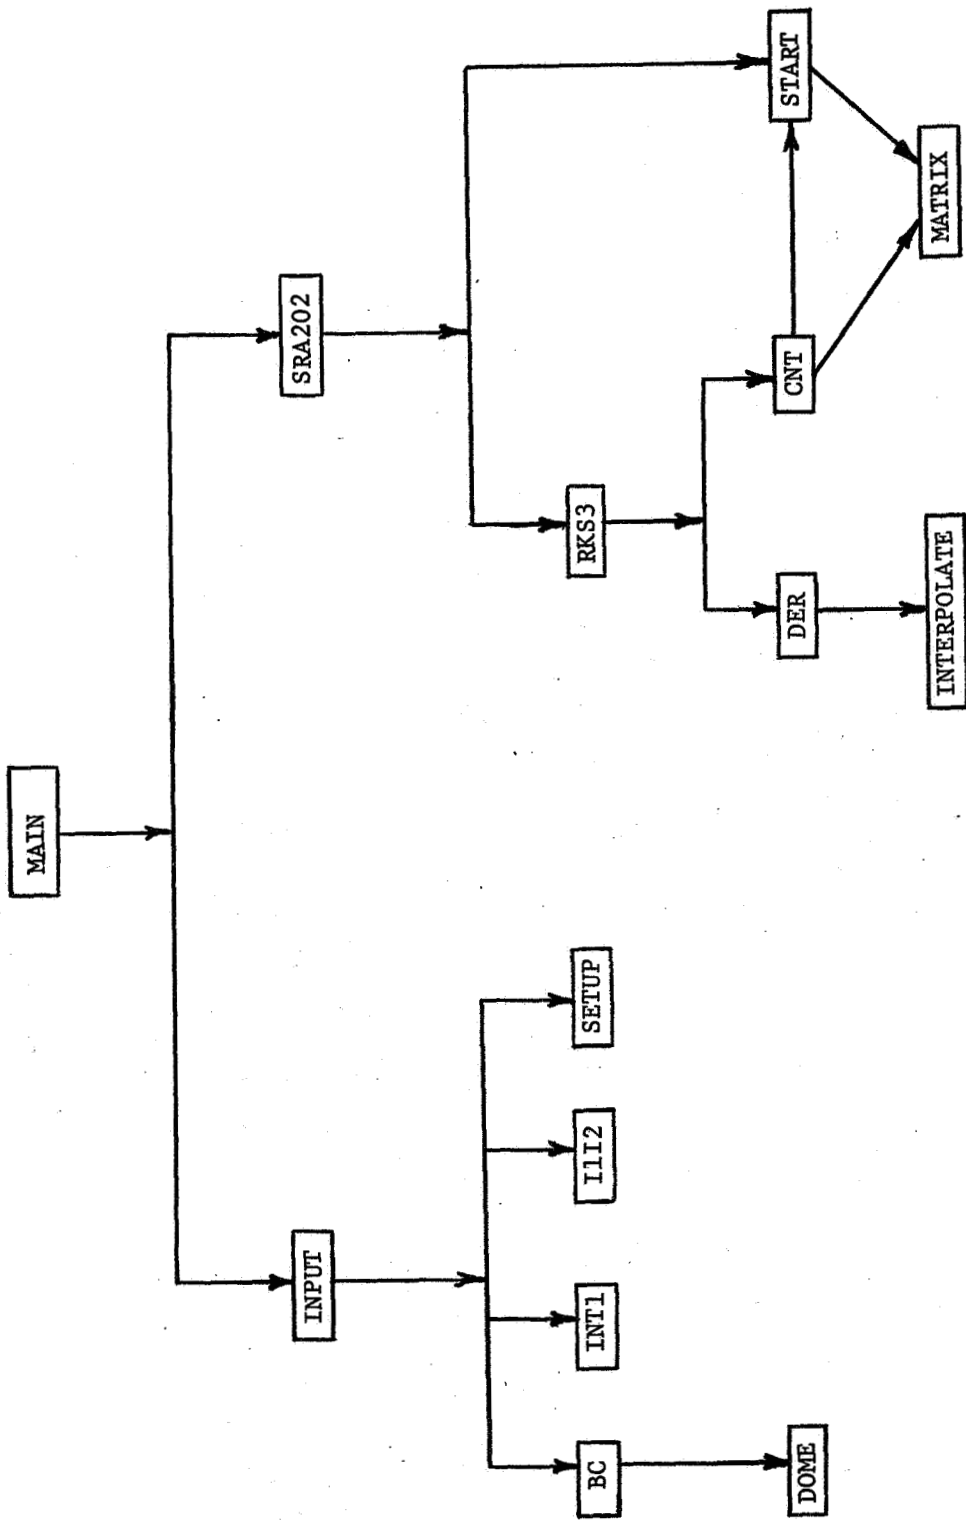 MAIN
INPUT
SRA202
BC
INT1
I1I2
SETUP
RKS3
DOME
DER
CNT
START
INTERPOLATE
MATRIX